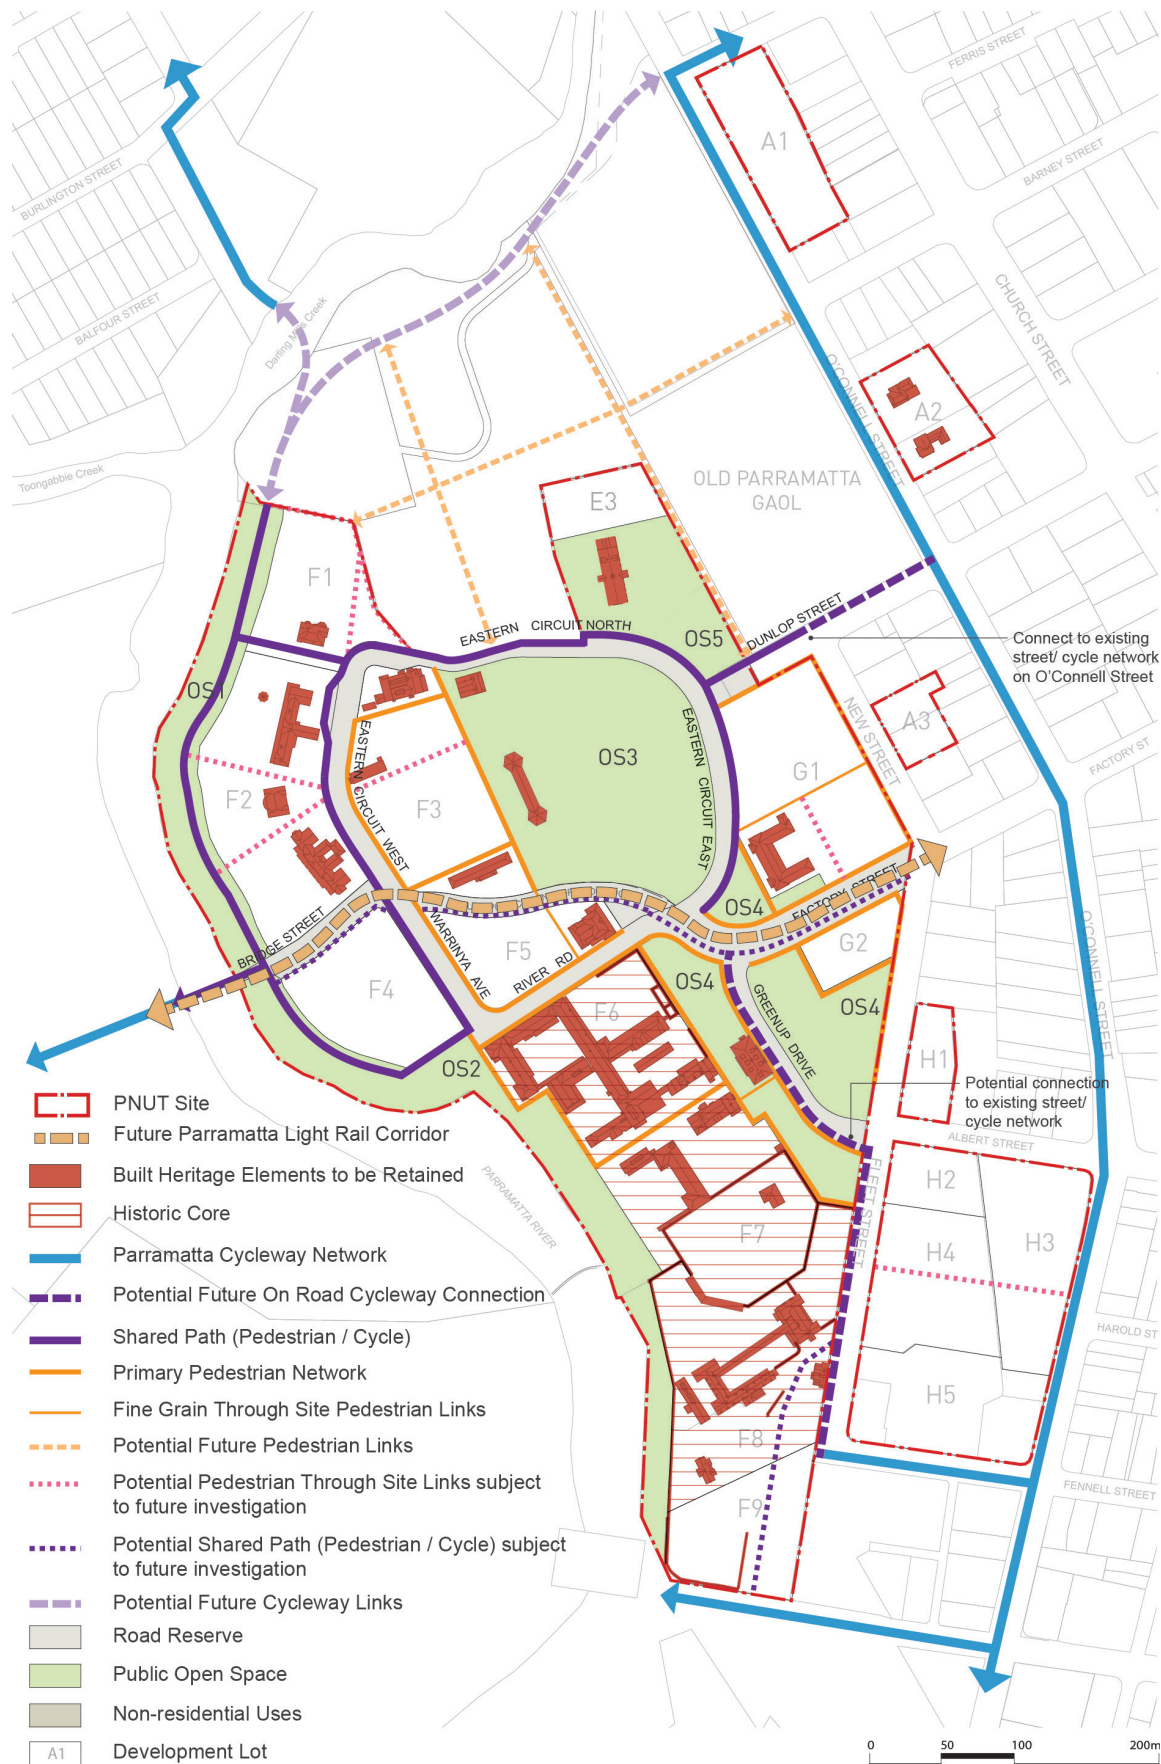 FERRIS STREET
A1
BARNEY STREET
BURLINGTON STREET
CHURCH STREET
BALFOUR STREET
Darling Mills Creek
O'CONNELL STREET
A2
Toongabbie Creek
OLD PARRAMATTA
GAOL
E3
F1
DUNLOP STREET
EASTERN CIRCUIT NORTH
OS5
Connect to existing
street/ cycle network
on O'Connell Street
OS1
A3
NEW STREET
FACTORY ST
EASTERN CIRCUIT WEST
EASTERN CIRCUIT EAST
OS3
G1
F2
F3
FACTORY STREET
OS4
BRIDGE STREET
WARRINYA AVE
F5
RIVER RD
G2
O'CONNELL STREET
F4
OS4
GREENUP DRIVE
OS4
F6
H1
OS2
Potential connection
to existing street/
cycle network
ALBERT STREET
PARRAMATTA RIVER
FLEET STREET
H2
F7
H4
H3
HAROLD ST
H5
F8
FENNELL STREET
F9
PNUT Site
Future Parramatta Light Rail Corridor
Built Heritage Elements to be Retained
Historic Core
Parramatta Cycleway Network
Potential Future On Road Cycleway Connection
Shared Path (Pedestrian / Cycle)
Primary Pedestrian Network
Fine Grain Through Site Pedestrian Links
Potential Future Pedestrian Links
Potential Pedestrian Through Site Links subject
to future investigation
Potential Shared Path (Pedestrian / Cycle) subject
to future investigation
Potential Future Cycleway Links
Road Reserve
Public Open Space
Non-residential Uses
A1 Development Lot
0 50 100 200m